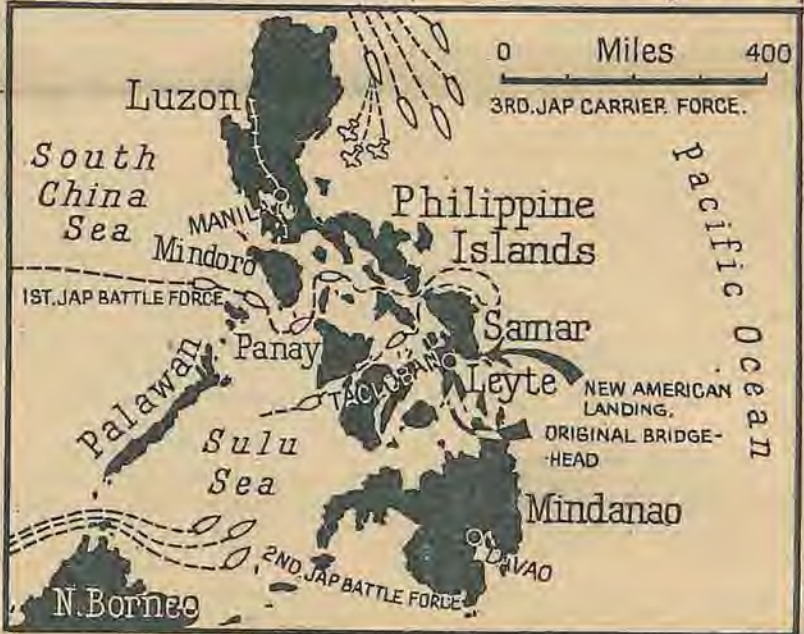 0 Miles 400
3RD. JAP CARRIER FORCE.
Luzon
South
China
Sea
MANILA
Philippine
Islands
Pacific Ocean
Mindoro
1ST. JAP BATTLE FORCE
Samar
Panay
TACLUBAN
Leyte
NEW AMERICAN
LANDING.
ORIGINAL BRIDGE-
-HEAD
Palawan
Sulu
Sea
Mindanao
DAVAO
2ND. JAP BATTLE FORCE
N. Borneo